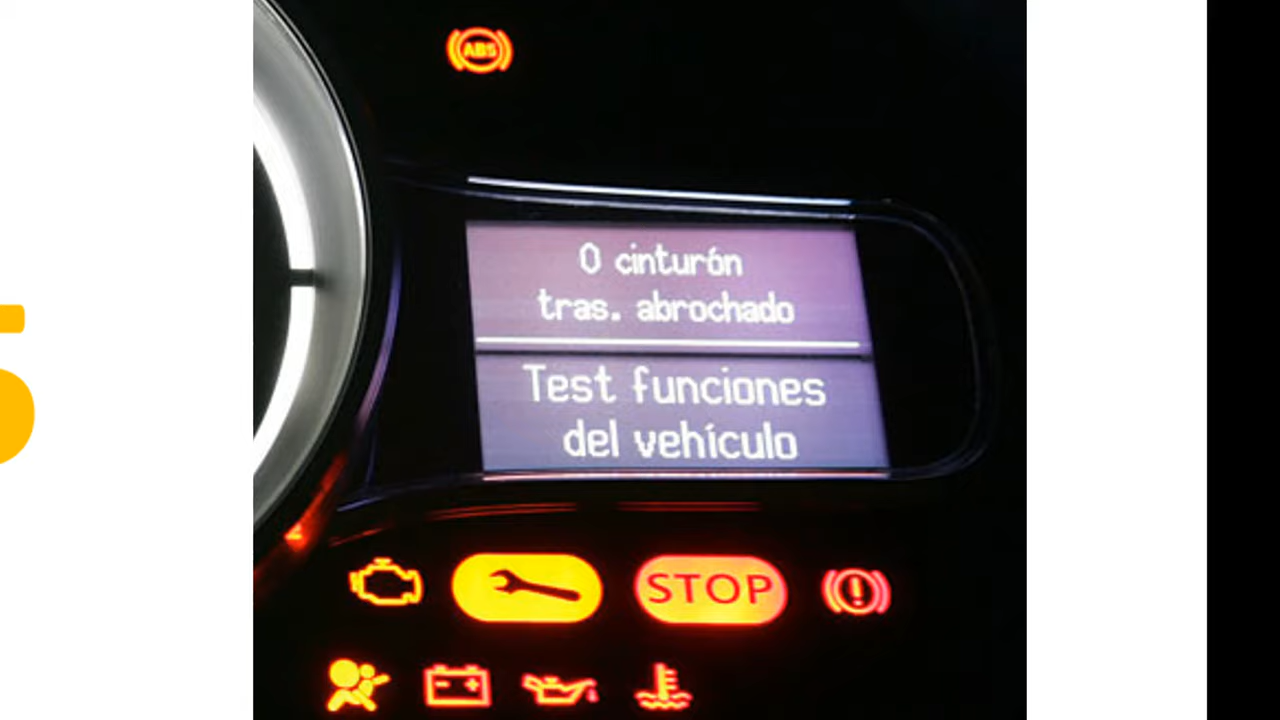 ABS
0 cinturón
tras. abrochado
Test funciones
del vehículo
STOP